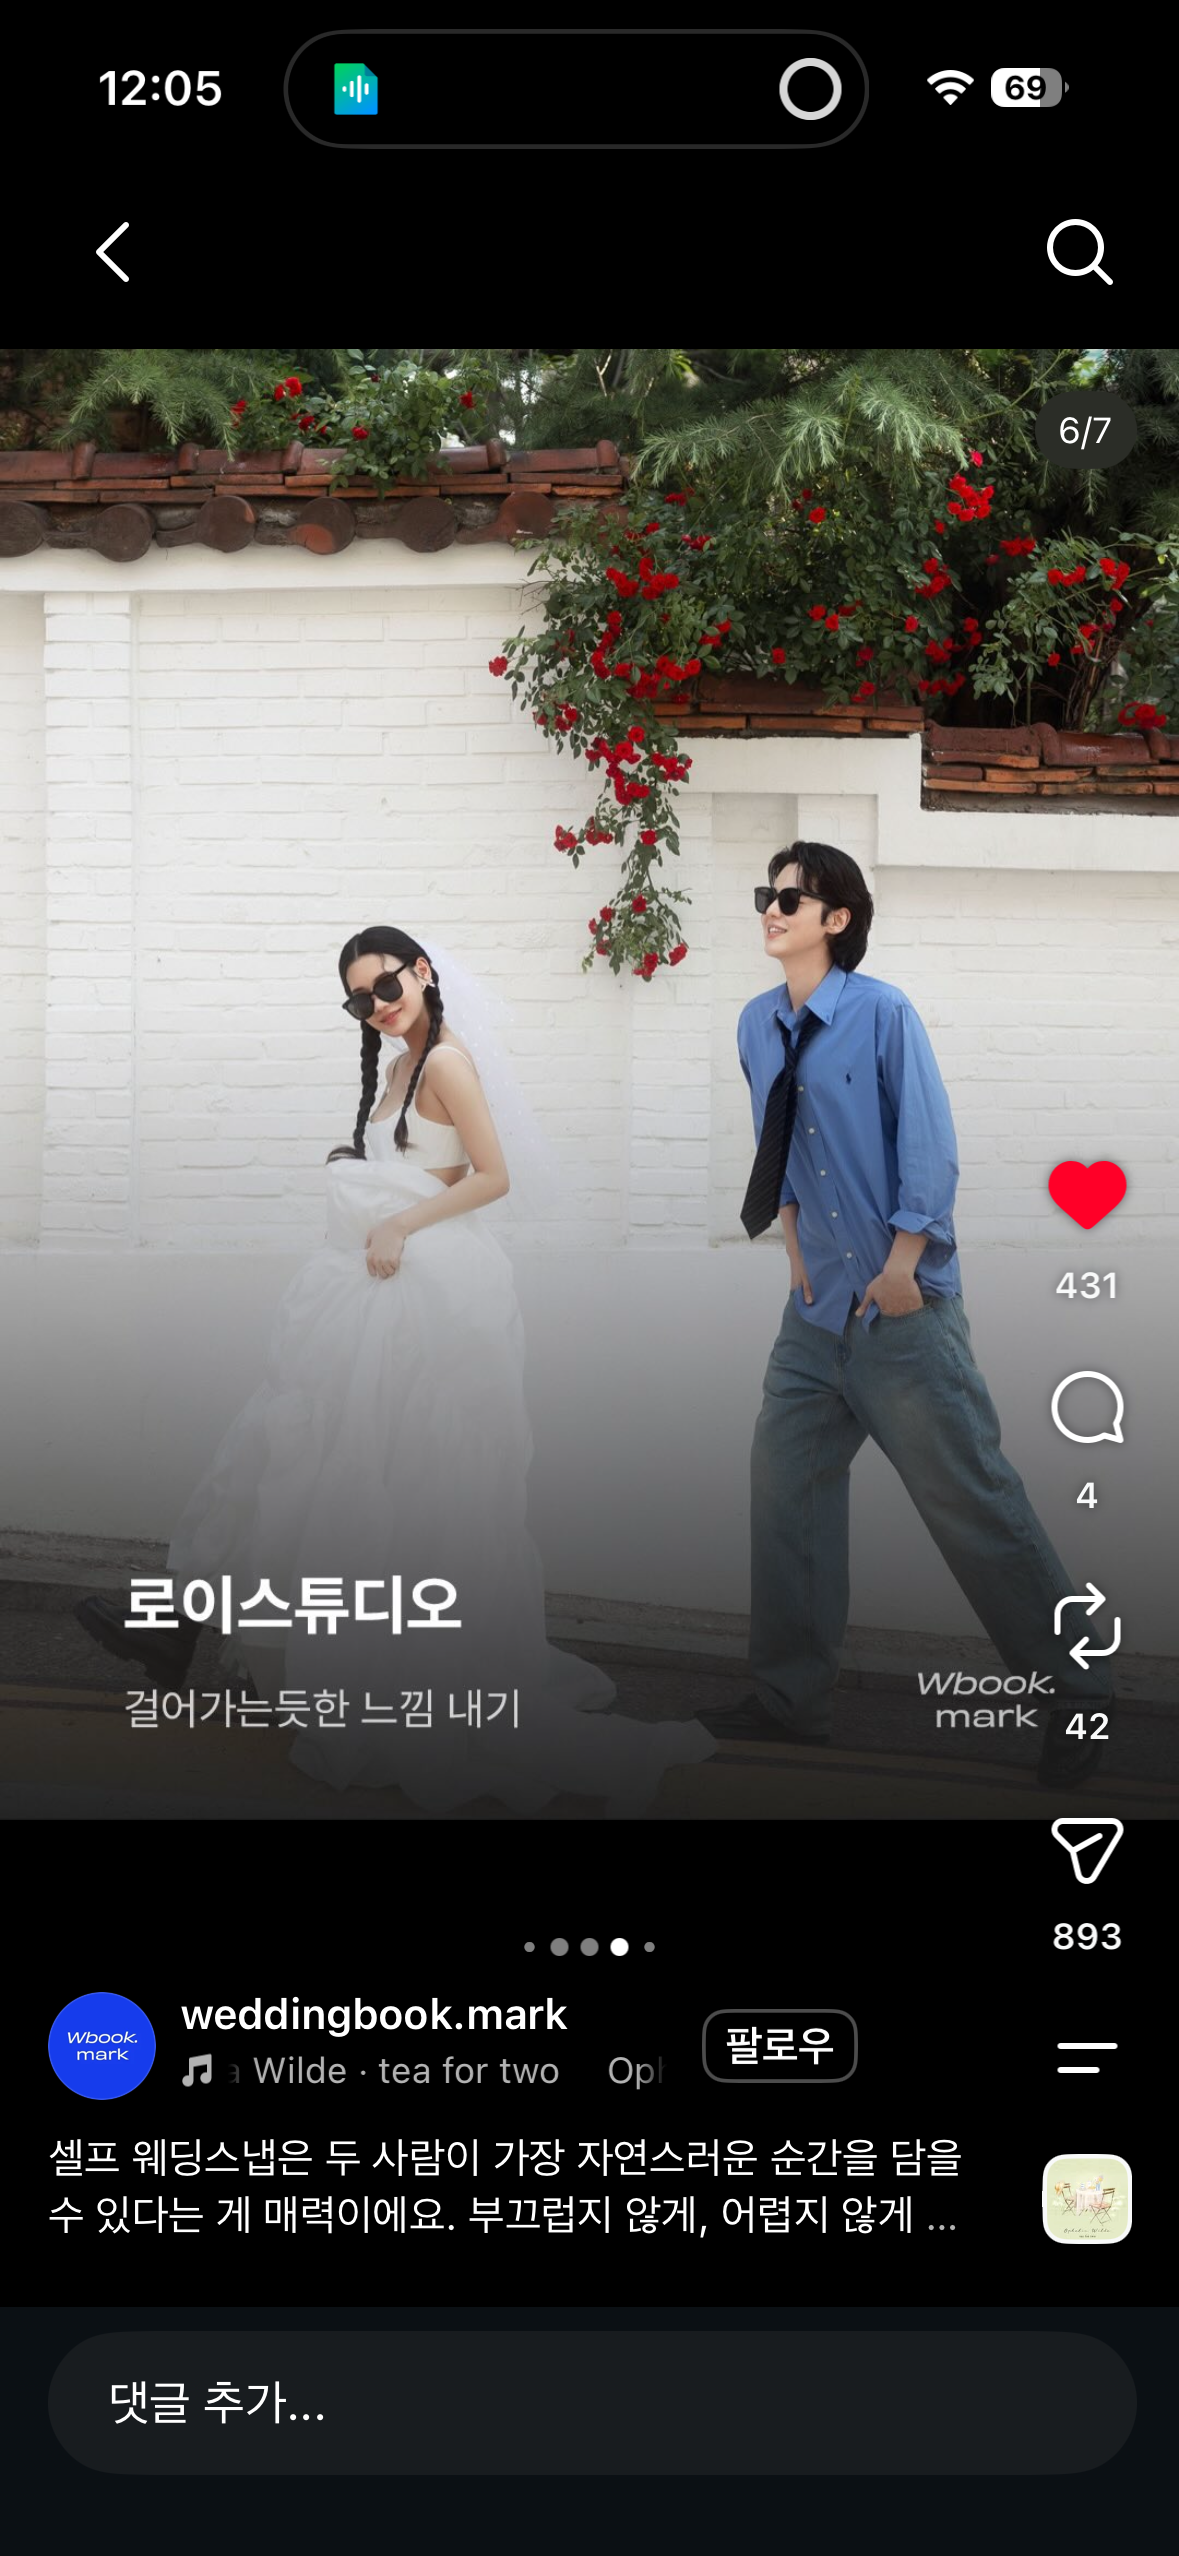 12:05
69
6/7
431
4
로이스튜디오
걸어가는듯한 느낌 내기
Wbook.
mark
42
893
Wbook.
mark
weddingbook.mark
Wilde · tea for two
팔로우
셀프 웨딩스냅은 두 사람이 가장 자연스러운 순간을 담을
수 있다는 게 매력이에요. 부끄럽지 않게, 어렵지 않게 ...
댓글 추가...